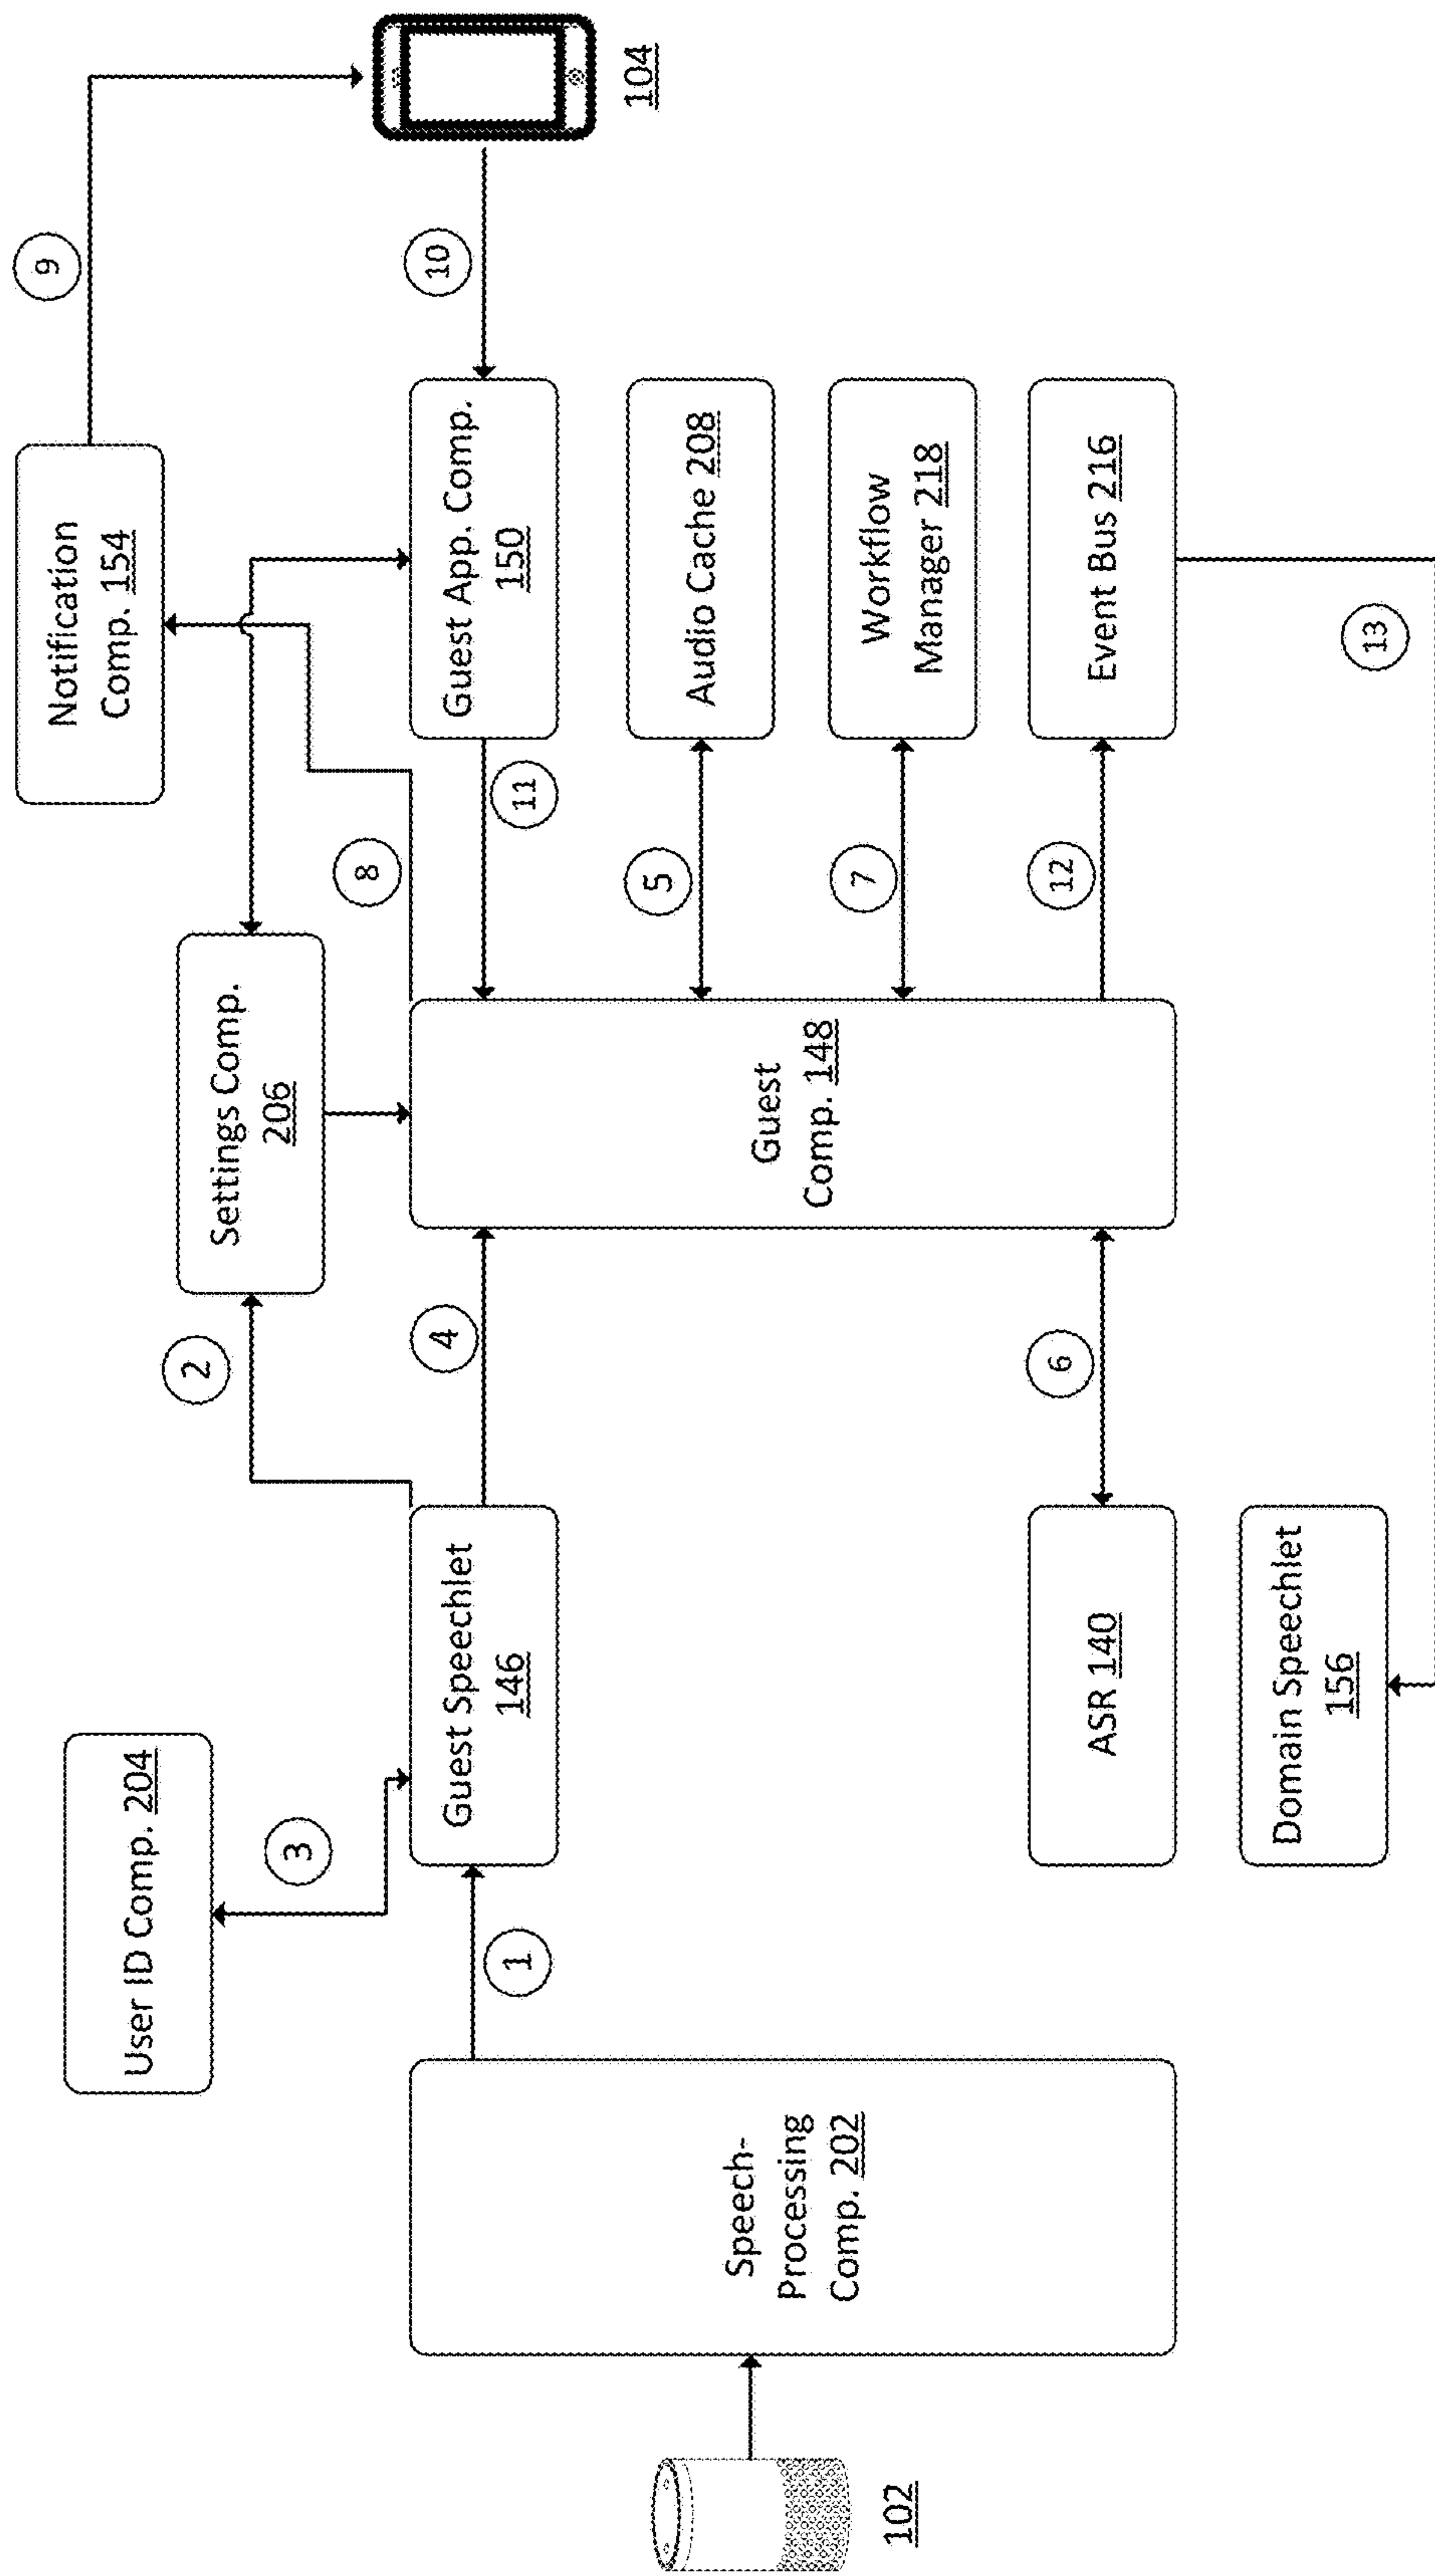 9
104
Notification
Comp. 154
10
8
Settings Comp.
206
2
User ID Comp. 204
3
Guest App. Comp.
150
11
4
Guest Speechlet
146
1
Audio Cache 208
5
Workflow
Manager 218
7
Guest
Comp. 148
Speech-
Processing
Comp. 202
102
Event Bus 216
12
6
ASR 140
13
Domain Speechlet
156